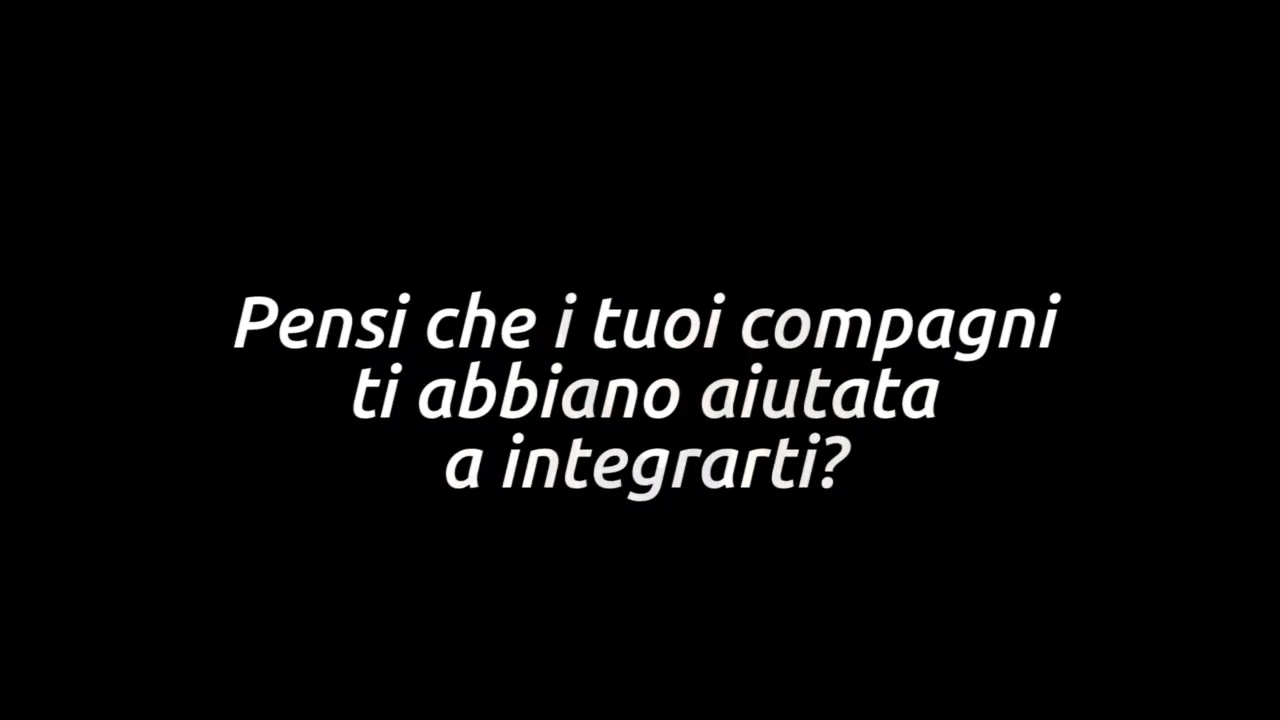 Pensi che i tuoi compagni
ti abbiano aiutata
a integrarti?